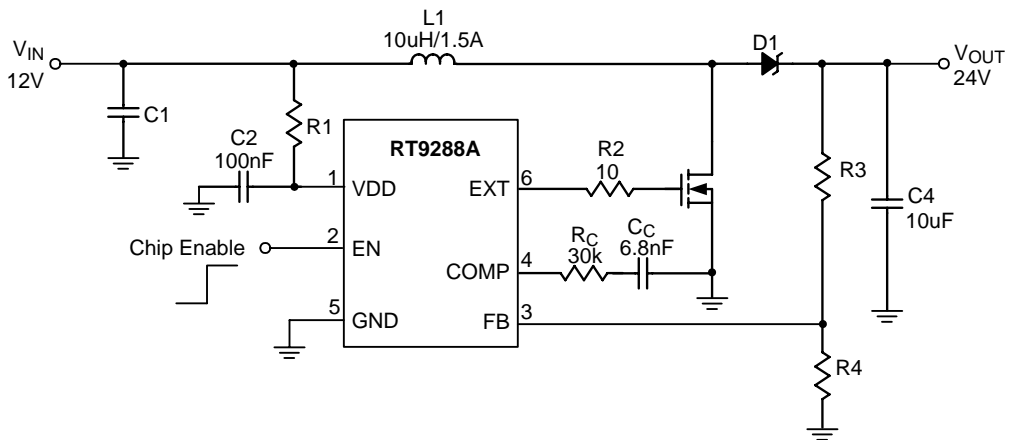 L1
10uH/1.5A
VIN
12V
D1
VOUT
24V
C1
R1
C2
100nF
RT9288A
R2
10
R3
C4
10uF
1
VDD
EXT
6
Chip Enable
2
EN
COMP
4
RC
30k
CC
6.8nF
5
GND
FB
3
R4